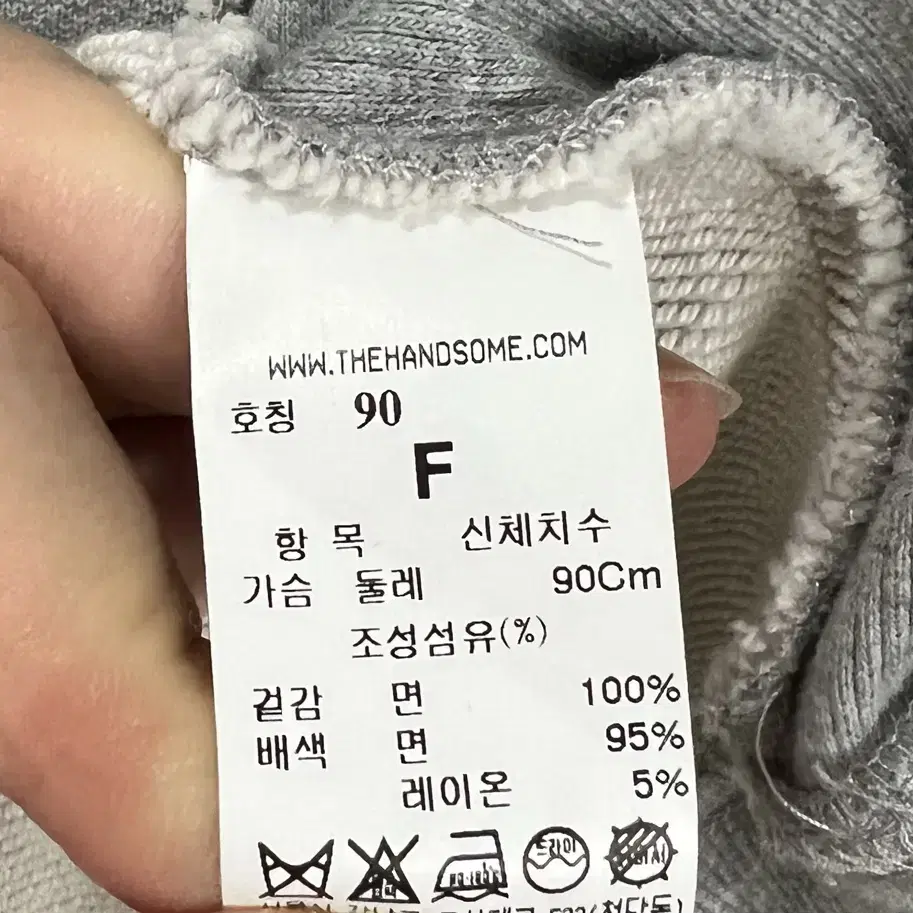 WWW.THEHANDSOME.COM
호칭 90
F
항 목 신체치수
가슴 둘레 90Cm
조성섬유(%)
겉감 면 100%
배색 면 95%
레이온 5%
드라이